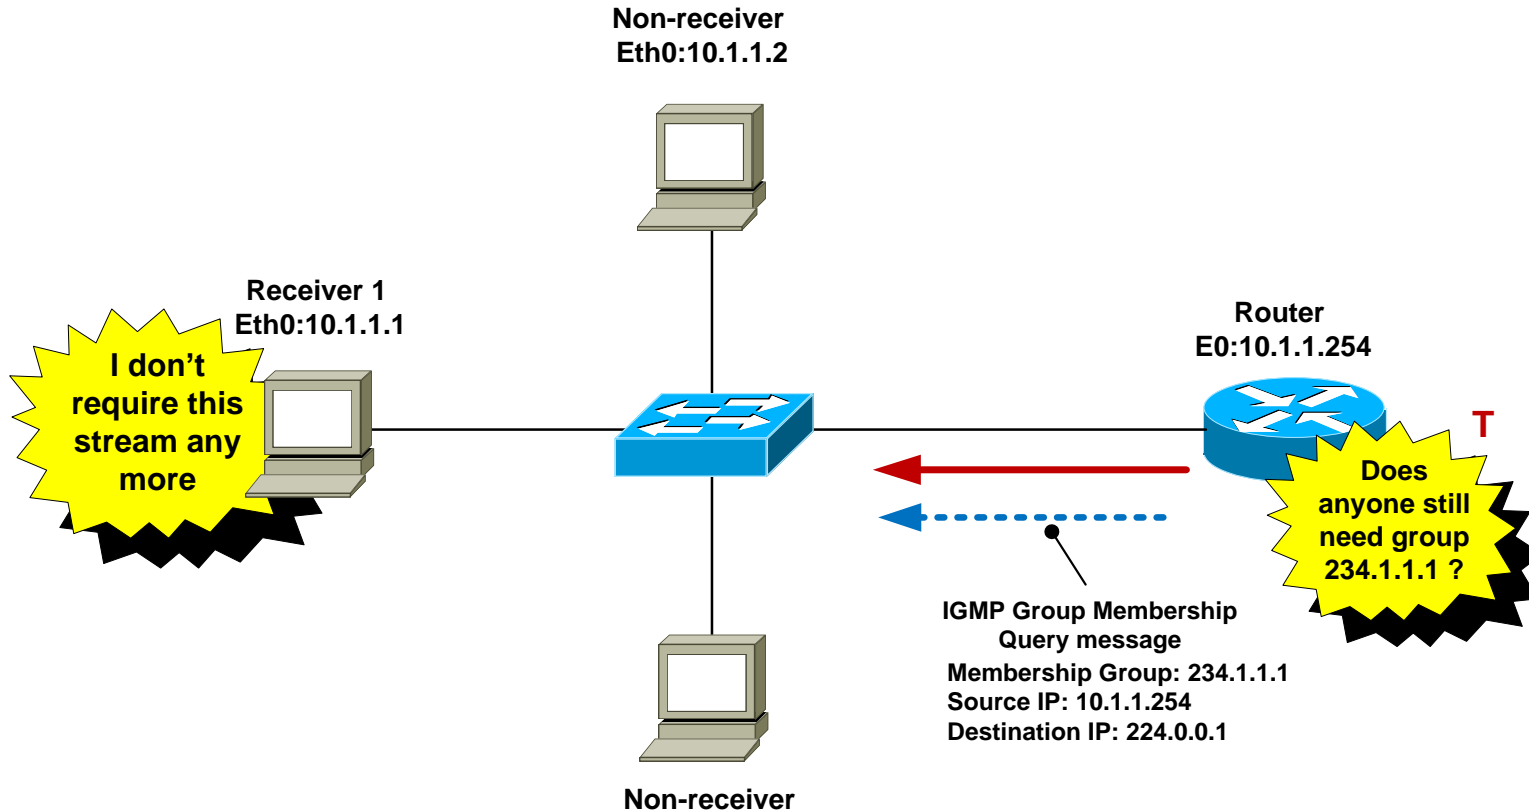 Non-receiver
Eth0:10.1.1.2
Receiver 1
Eth0:10.1.1.1
I don't
require this
stream any
more
Router
E0:10.1.1.254
T
Does
anyone still
need group
234.1.1.1 ?
IGMP Group Membership
Query message
Membership Group: 234.1.1.1
Source IP: 10.1.1.254
Destination IP: 224.0.0.1
Non-receiver